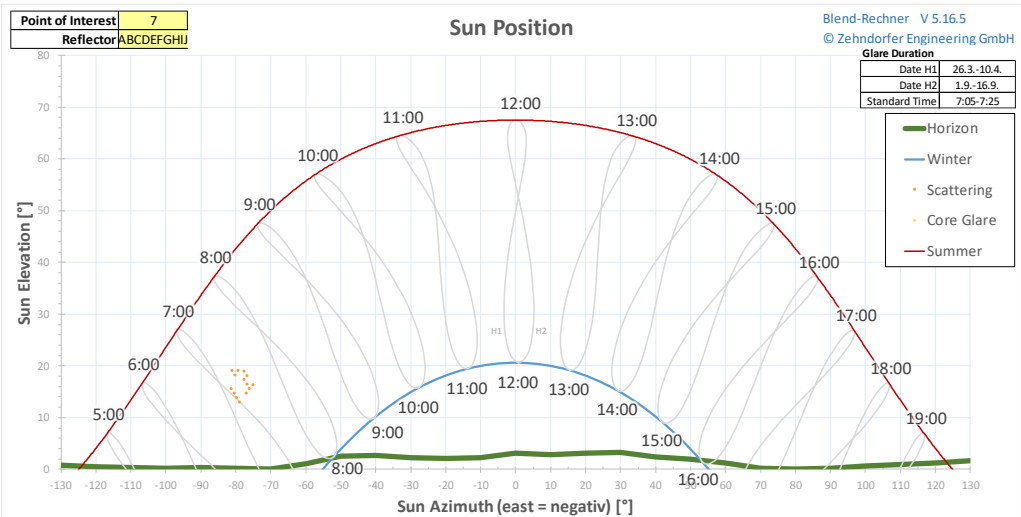 Point of Interest 7
Reflector ABCDEFGHIJ
Sun Position
Blend-Rechner V 5.16.5
© Zehndorfer Engineering GmbH
Glare Duration
Date H1 26.3.-10.4.
Date H2 1.9.-16.9.
Standard Time 7:05-7:25
Horizon
Winter
Scattering
Core Glare
Summer
Sun Elevation [°]
80
70
60
50
40
30
20
10
0
12:00
11:00
13:00
10:00
14:00
9:00
15:00
8:00
16:00
7:00
17:00
6:00
18:00
5:00
19:00
H1 H2
11:00 12:00 13:00
10:00 14:00
9:00 15:00
8:00 16:00
-130 -120 -110 -100 -90 -80 -70 -60 -50 -40 -30 -20 -10 0 10 20 30 40 50 60 70 80 90 100 110 120 130
Sun Azimuth (east = negativ) [°]